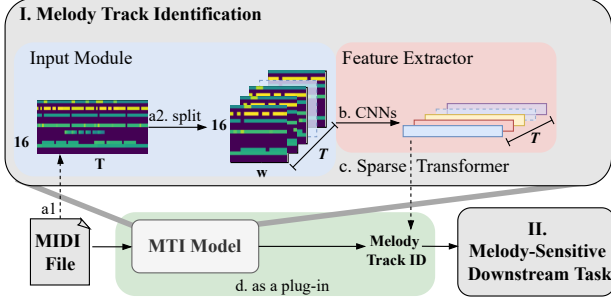 I. Melody Track Identification
Input Module
Feature Extractor
a2. split
b. CNNs
16
16
T
w
T
T
c. Sparse Transformer
a1
MIDI
File
MTI Model
Melody
Track ID
d. as a plug-in
II.
Melody-Sensitive
Downstream Task